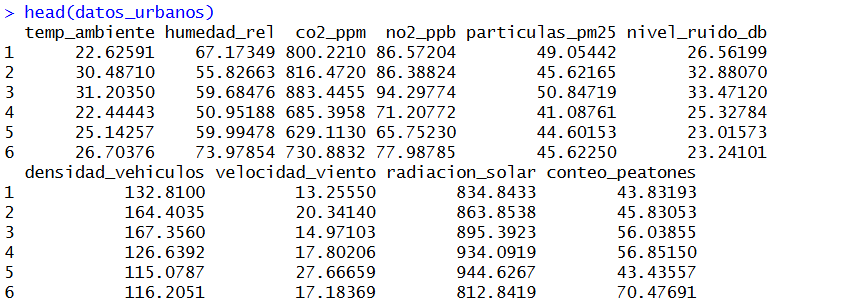 > head(datos_urbanos)
temp_ambiente humedad_rel co2_ppm no2_ppb particulas_pm25 nivel_ruido_db
1 22.62591 67.17349 800.2210 86.57204 49.05442 26.56199
2 30.48710 55.82663 816.4720 86.38824 45.62165 32.88070
3 31.20350 59.68476 883.4455 94.29774 50.84719 33.47120
4 22.44443 50.95188 685.3958 71.20772 41.08761 25.32784
5 25.14257 59.99478 629.1130 65.75230 44.60153 23.01573
6 26.70376 73.97854 730.8832 77.98785 45.62250 23.24101
densidad_vehiculos velocidad_viento radiacion_solar conteo_peatones
1 132.8100 13.25550 834.8433 43.83193
2 164.4035 20.34140 863.8538 45.83053
3 167.3560 14.97103 895.3923 56.03855
4 126.6392 17.80206 934.0919 56.85150
5 115.0787 27.66659 944.6267 43.43557
6 116.2051 17.18369 812.8419 70.47691